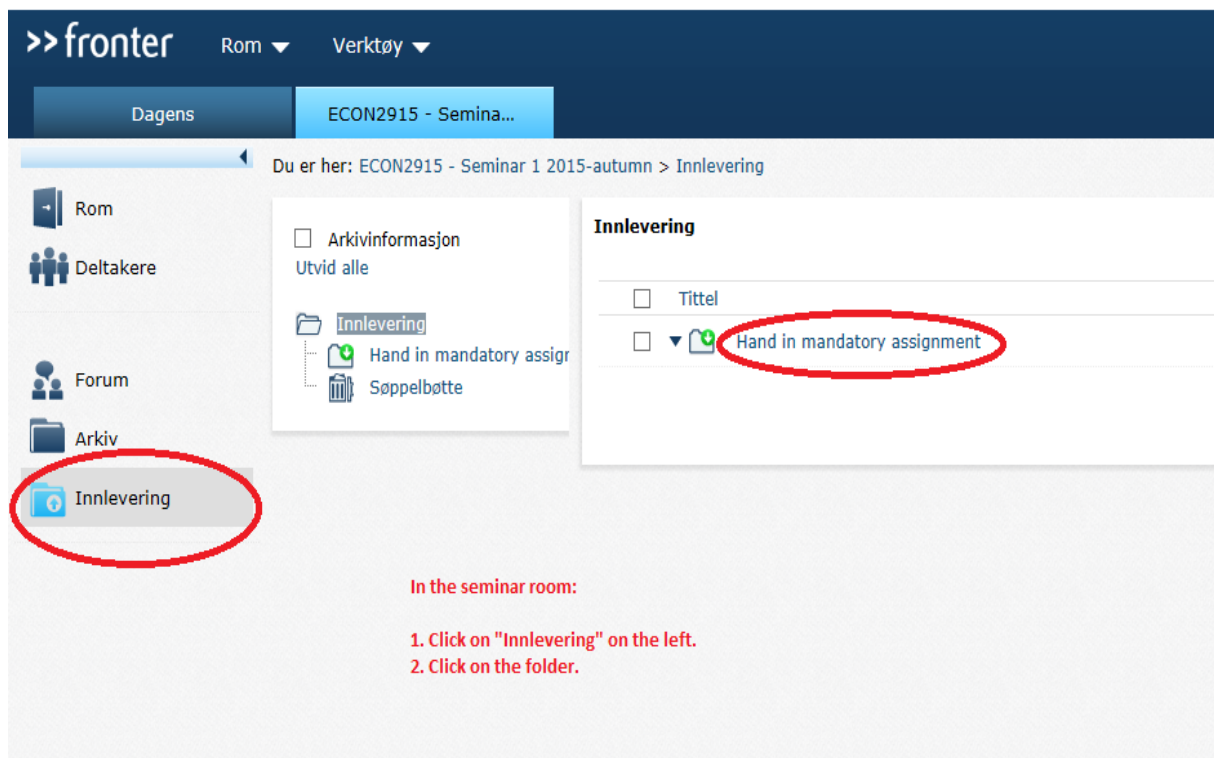 >>fronter Rom Verktøy
Dagens ECON2915 - Semina...
Du er her: ECON2915 - Seminar 1 2015-autumn > Innlevering
Rom
Deltakere
Forum
Arkiv
Innlevering
Arkivinformasjon
Utvid alle
Innlevering
Hand in mandatory assigr
Søppelbøtte
Innlevering
Tittel
Hand in mandatory assignment
In the seminar room:
1. Click on "Innlevering" on the left.
2. Click on the folder.